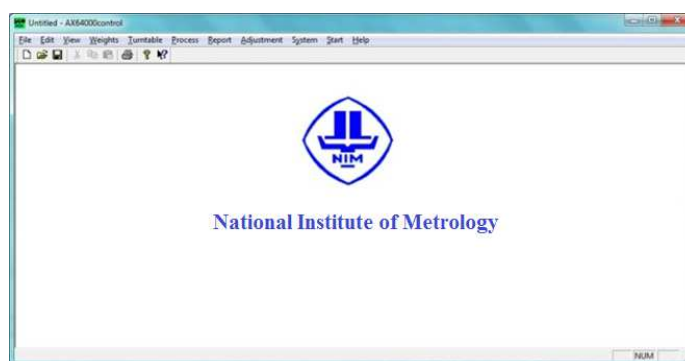 Untitled - AX64000control
File Edit View Weights Turntable Process Report Adjustment System Start Help
NIM
National Institute of Metrology
NUM